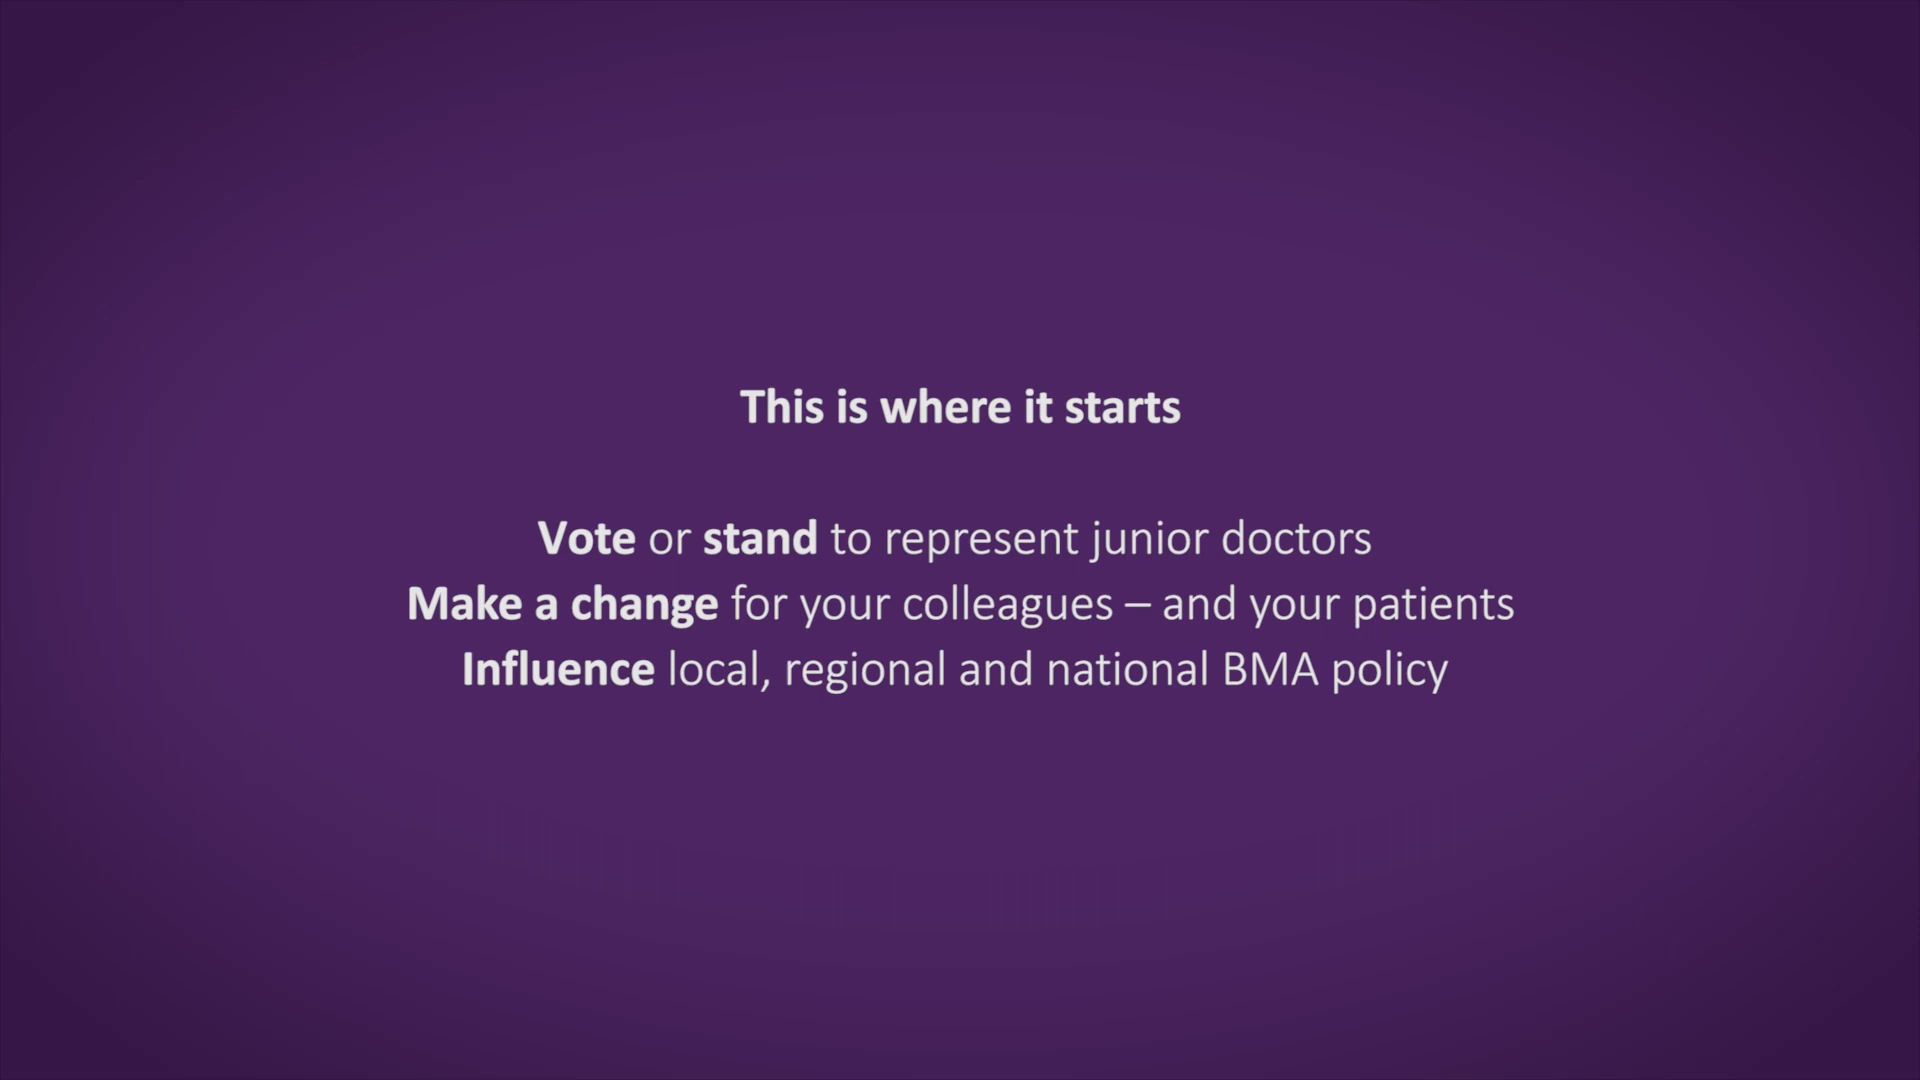 This is where it starts
Vote or stand to represent junior doctors
Make a change for your colleagues – and your patients
Influence local, regional and national BMA policy